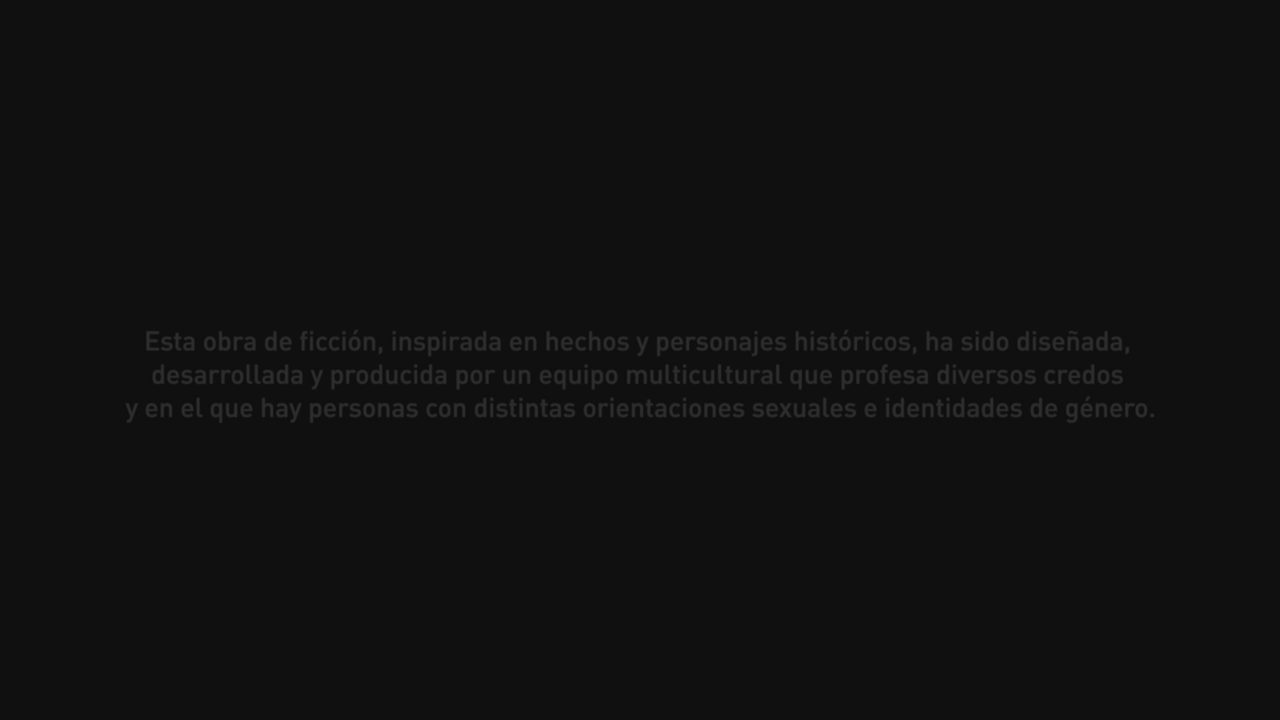 Esta obra de ficción, inspirada en hechos y personajes históricos, ha sido diseñada,
desarrollada y producida por un equipo multicultural que profesa diversos credos
y en el que hay personas con distintas orientaciones sexuales e identidades de género.